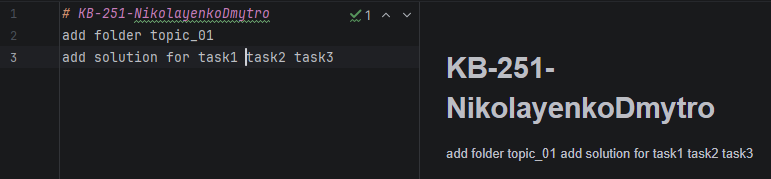 1 # KB-251-NikolayenkoDmytro
2 add folder topic_01
3 add solution for task1 task2 task3
1
KB-251-
NikolayenkoDmytro
add folder topic_01 add solution for task1 task2 task3